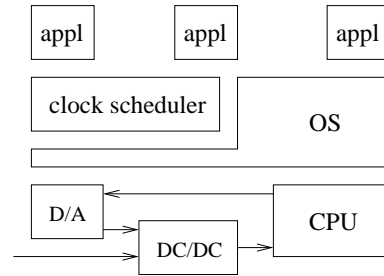 appl appl appl
clock scheduler
OS
D/A
CPU
DC/DC